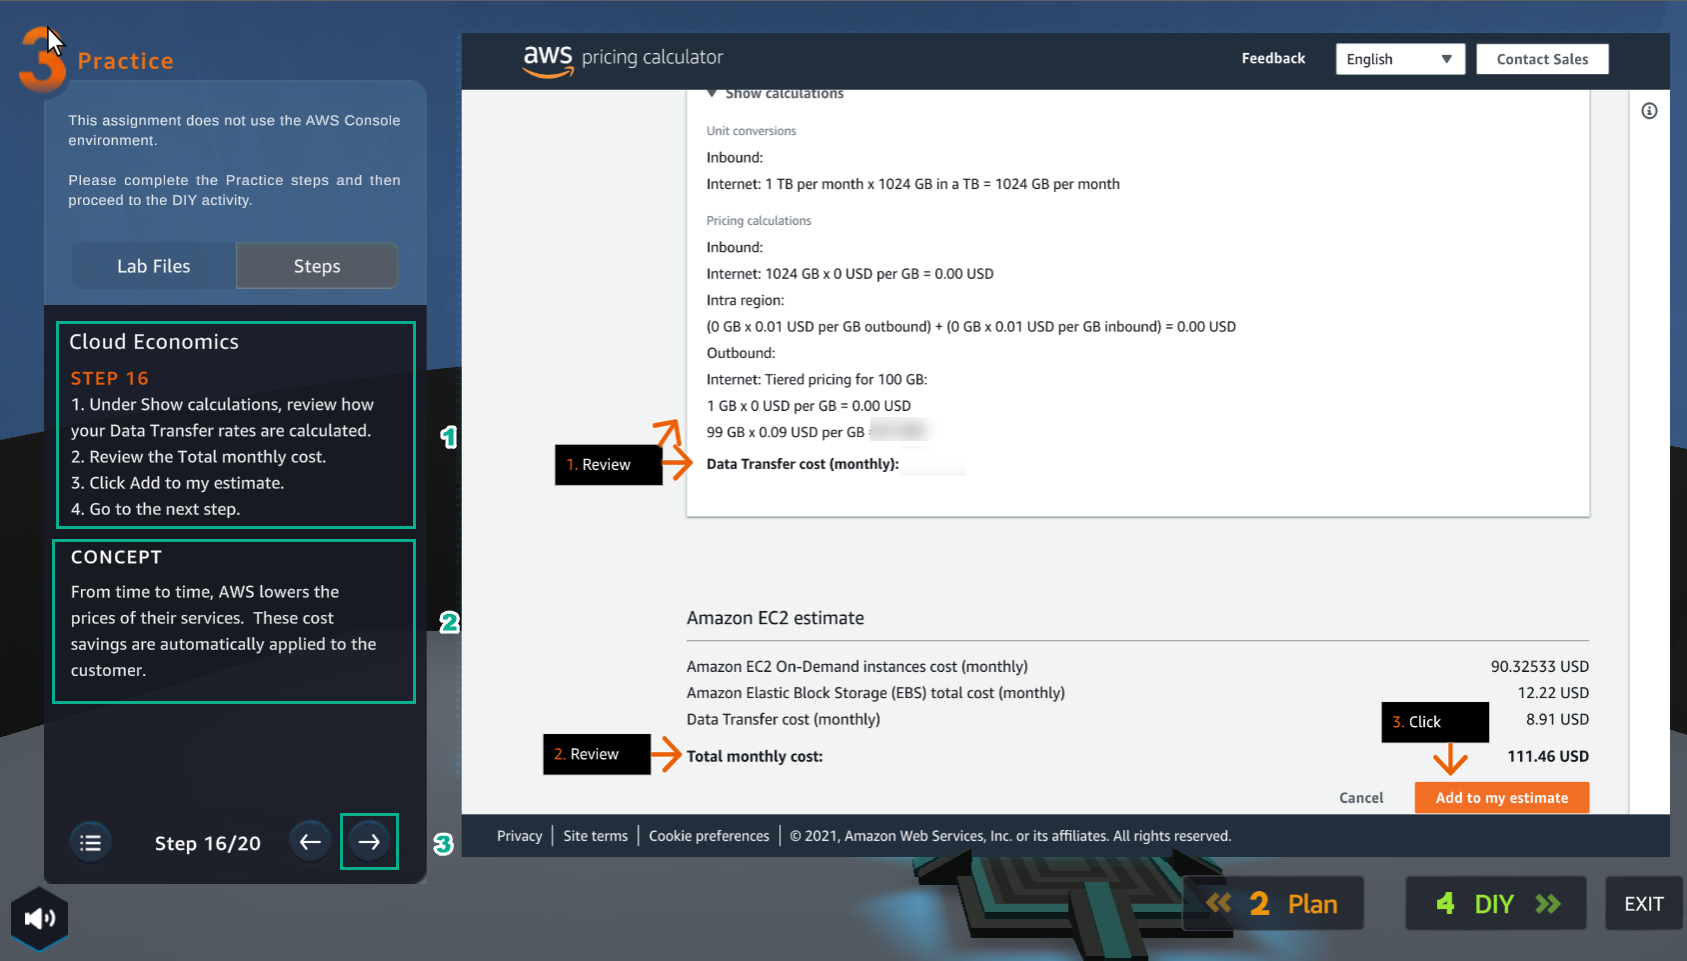 3 Practice
This assignment does not use the AWS Console
environment.
Please complete the Practice steps and then
proceed to the DIY activity.
Lab Files
Steps
Cloud Economics
STEP 16
1. Under Show calculations, review how
your Data Transfer rates are calculated.
2. Review the Total monthly cost.
3. Click Add to my estimate.
4. Go to the next step.
1
CONCEPT
From time to time, AWS lowers the
prices of their services. These cost
savings are automatically applied to the
customer.
2
Step 16/20
3
aws pricing calculator
Feedback
English
Contact Sales
Show calculations
Unit conversions
Inbound:
Internet: 1 TB per month x 1024 GB in a TB = 1024 GB per month
Pricing calculations
Inbound:
Internet: 1024 GB x 0 USD per GB = 0.00 USD
Intra region:
(0 GB x 0.01 USD per GB outbound) + (0 GB x 0.01 USD per GB inbound) = 0.00 USD
Outbound:
Internet: Tiered pricing for 100 GB:
1 GB x 0 USD per GB = 0.00 USD
99 GB x 0.09 USD per GB
1. Review
Data Transfer cost (monthly):
Amazon EC2 estimate
Amazon EC2 On-Demand instances cost (monthly) 90.32533 USD
Amazon Elastic Block Storage (EBS) total cost (monthly) 12.22 USD
Data Transfer cost (monthly) 8.91 USD
3. Click
2. Review
Total monthly cost: 111.46 USD
Cancel
Add to my estimate
Privacy | Site terms | Cookie preferences | © 2021, Amazon Web Services, Inc. or its affiliates. All rights reserved.
2 Plan
4 DIY
EXIT